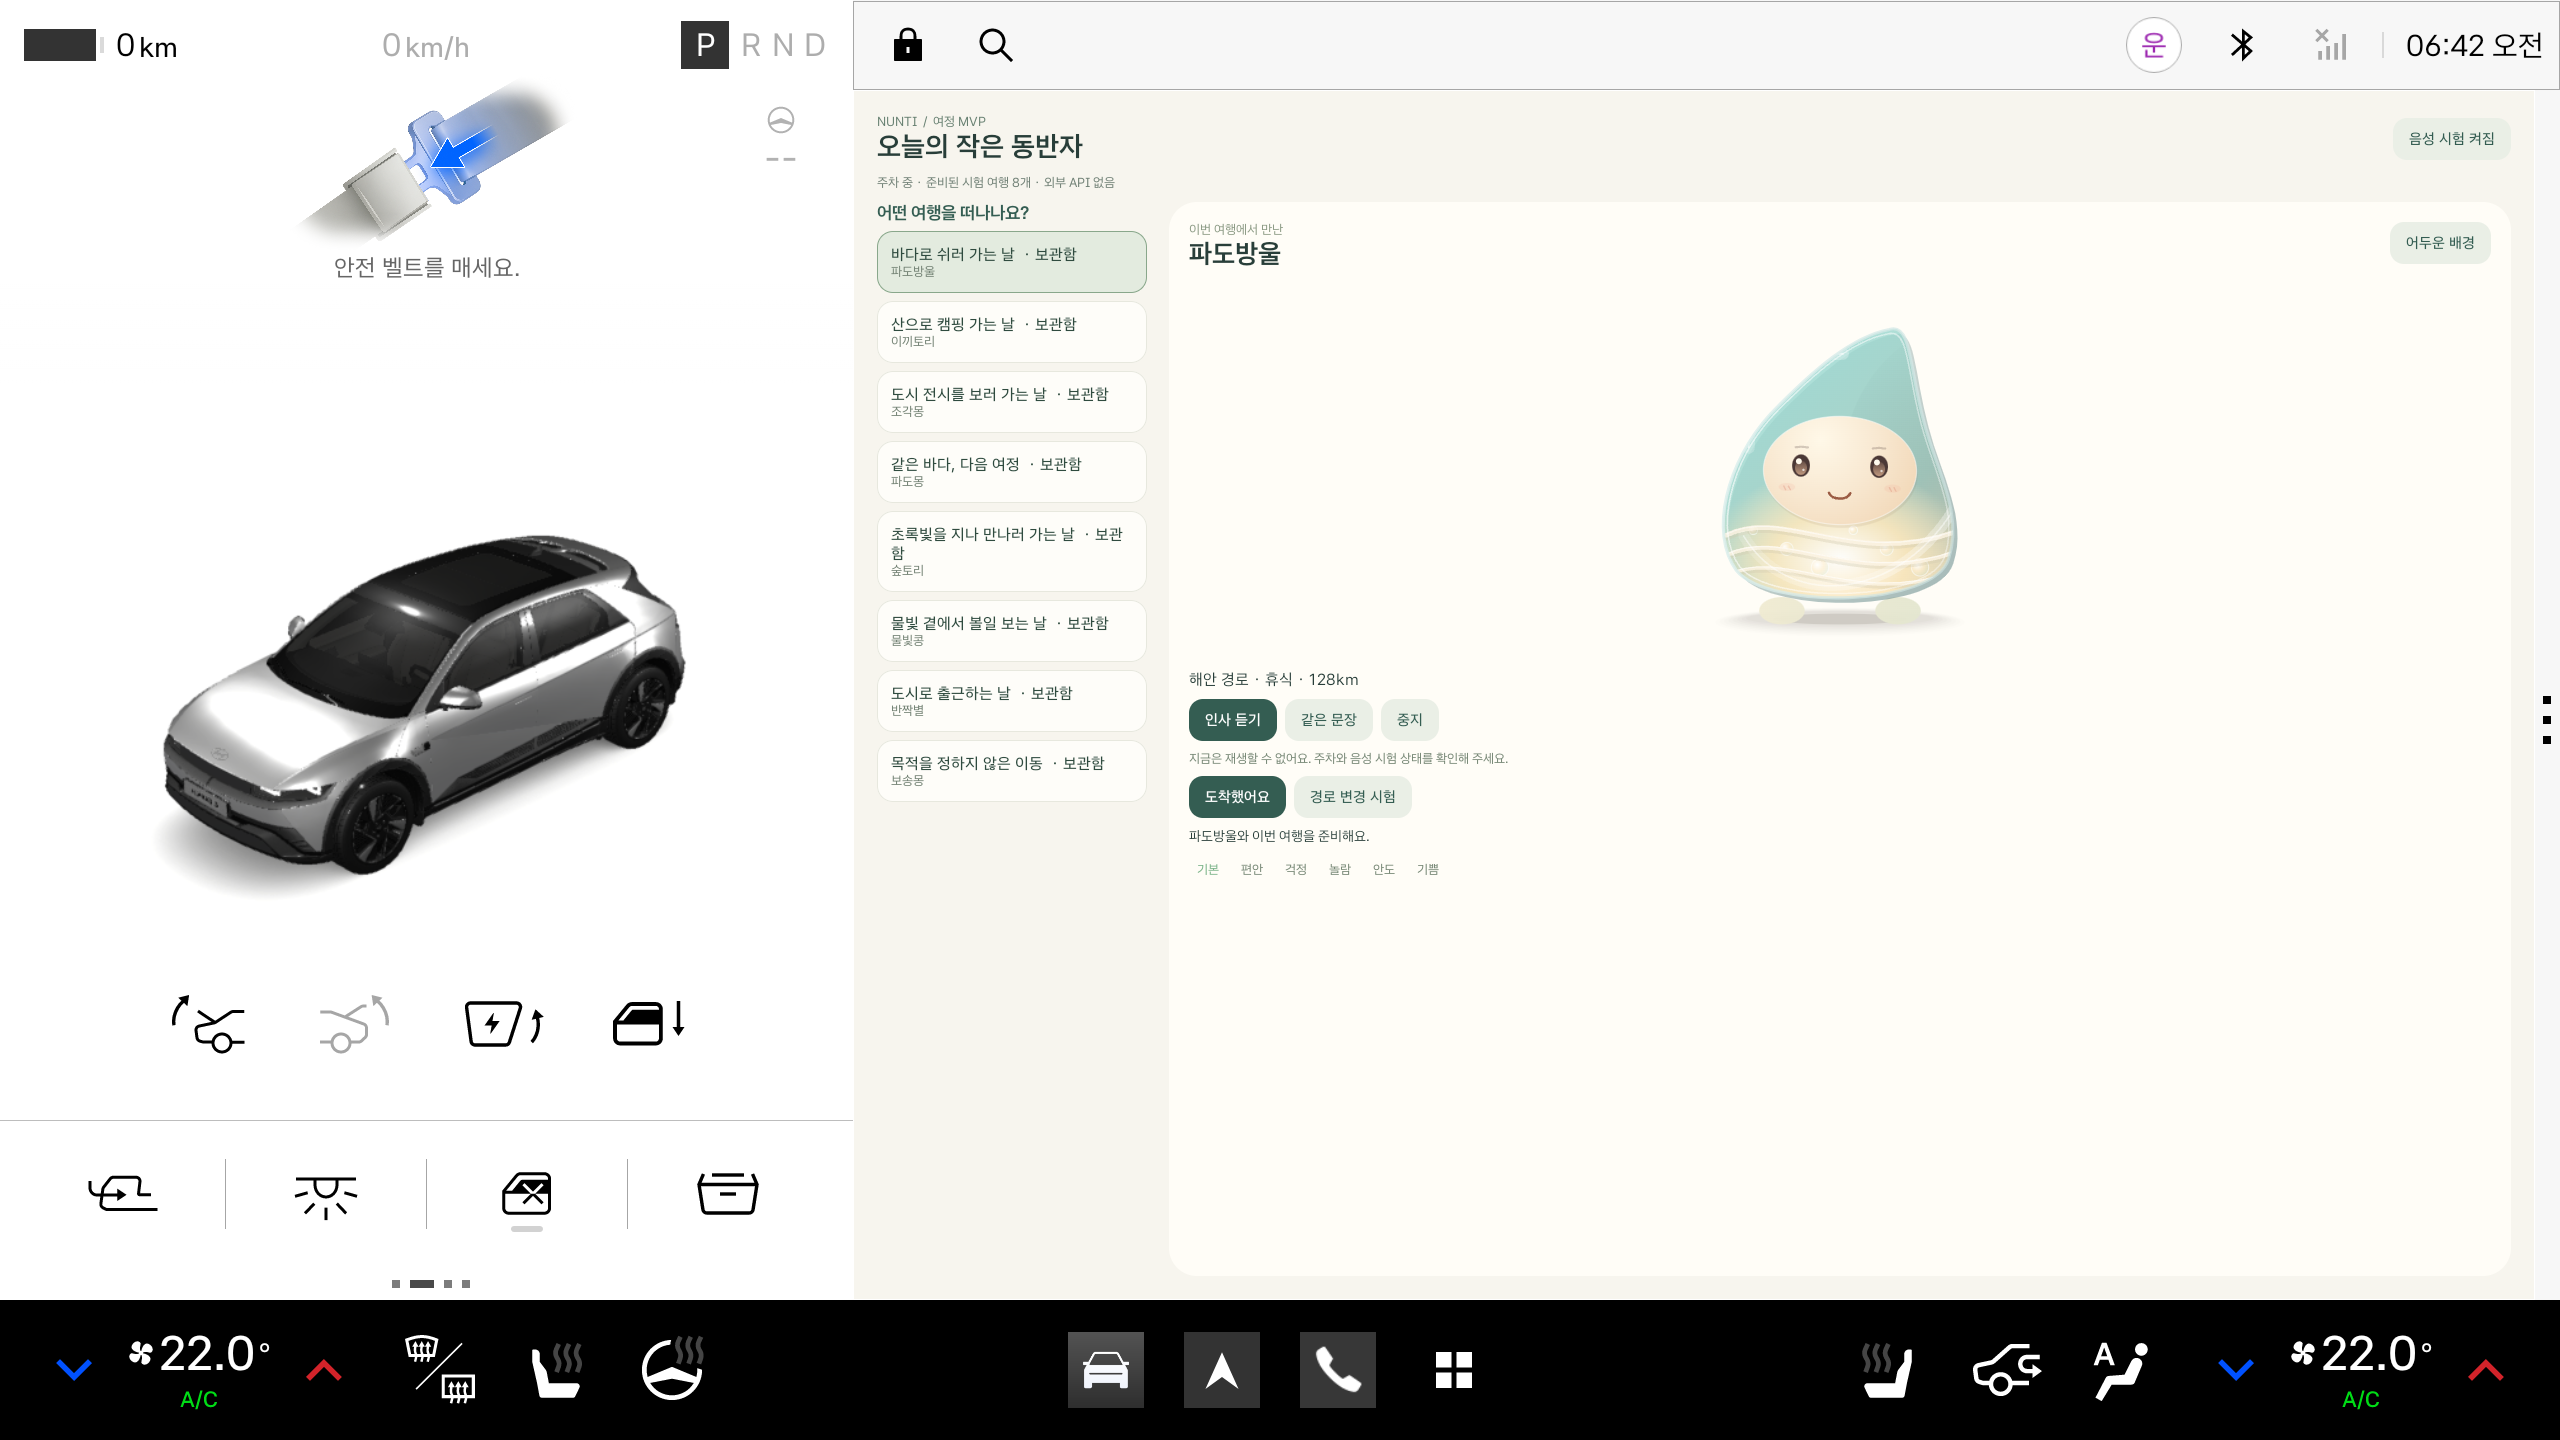 0 km
0 km/h
P R N D
안전 벨트를 매세요.
운
06:42 오전
NUNTI / 여정 MVP
오늘의 작은 동반자
음성 시험 켜짐
주차 중 · 준비된 시험 여행 8개 · 외부 API 없음
어떤 여행을 떠나나요?
바다로 쉬러 가는 날 · 보관함
파도방울
산으로 캠핑 가는 날 · 보관함
이끼토리
도시 전시를 보러 가는 날 · 보관함
조각몽
같은 바다, 다음 여정 · 보관함
파도몽
초록빛을 지나 만나러 가는 날 · 보관
함
숲토리
물빛 곁에서 볼일 보는 날 · 보관함
물빛콩
도시로 출근하는 날 · 보관함
반짝별
목적을 정하지 않은 이동 · 보관함
보송몽
이번 여행에서 만난
파도방울
어두운 배경
해안 경로 · 휴식 · 128km
인사 듣기 같은 문장 중지
지금은 재생할 수 없어요. 주차와 음성 시험 상태를 확인해 주세요.
도착했어요 경로 변경 시험
파도방울와 이번 여행을 준비해요.
기본 편안 걱정 놀람 안도 기쁨
22.0°
A/C
A
22.0°
A/C